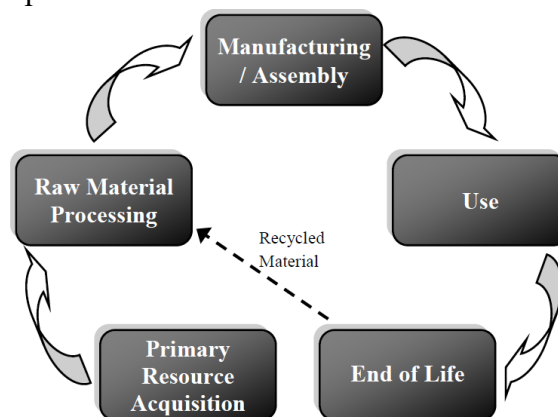 Manufacturing
/ Assembly
Raw Material
Processing
Use
Recycled
Material
Primary
Resource
Acquisition
End of Life